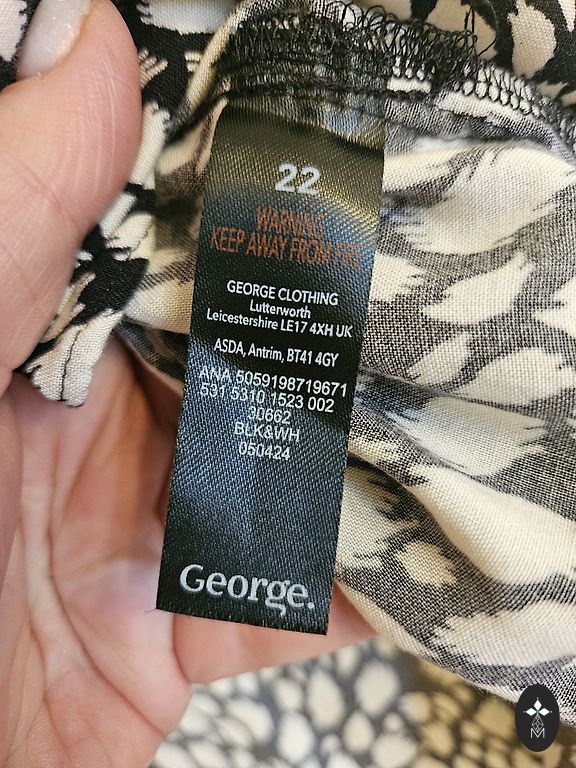 22
WARNING
KEEP AWAY FROM FIRE
GEORGE CLOTHING
Lutterworth
Leicestershire LE17 4XH UK
ASDA, Antrim, BT41 4GY
ANA 5059198719671
531 5310 1523 002
30662
BLK&WH
050424
George.
M